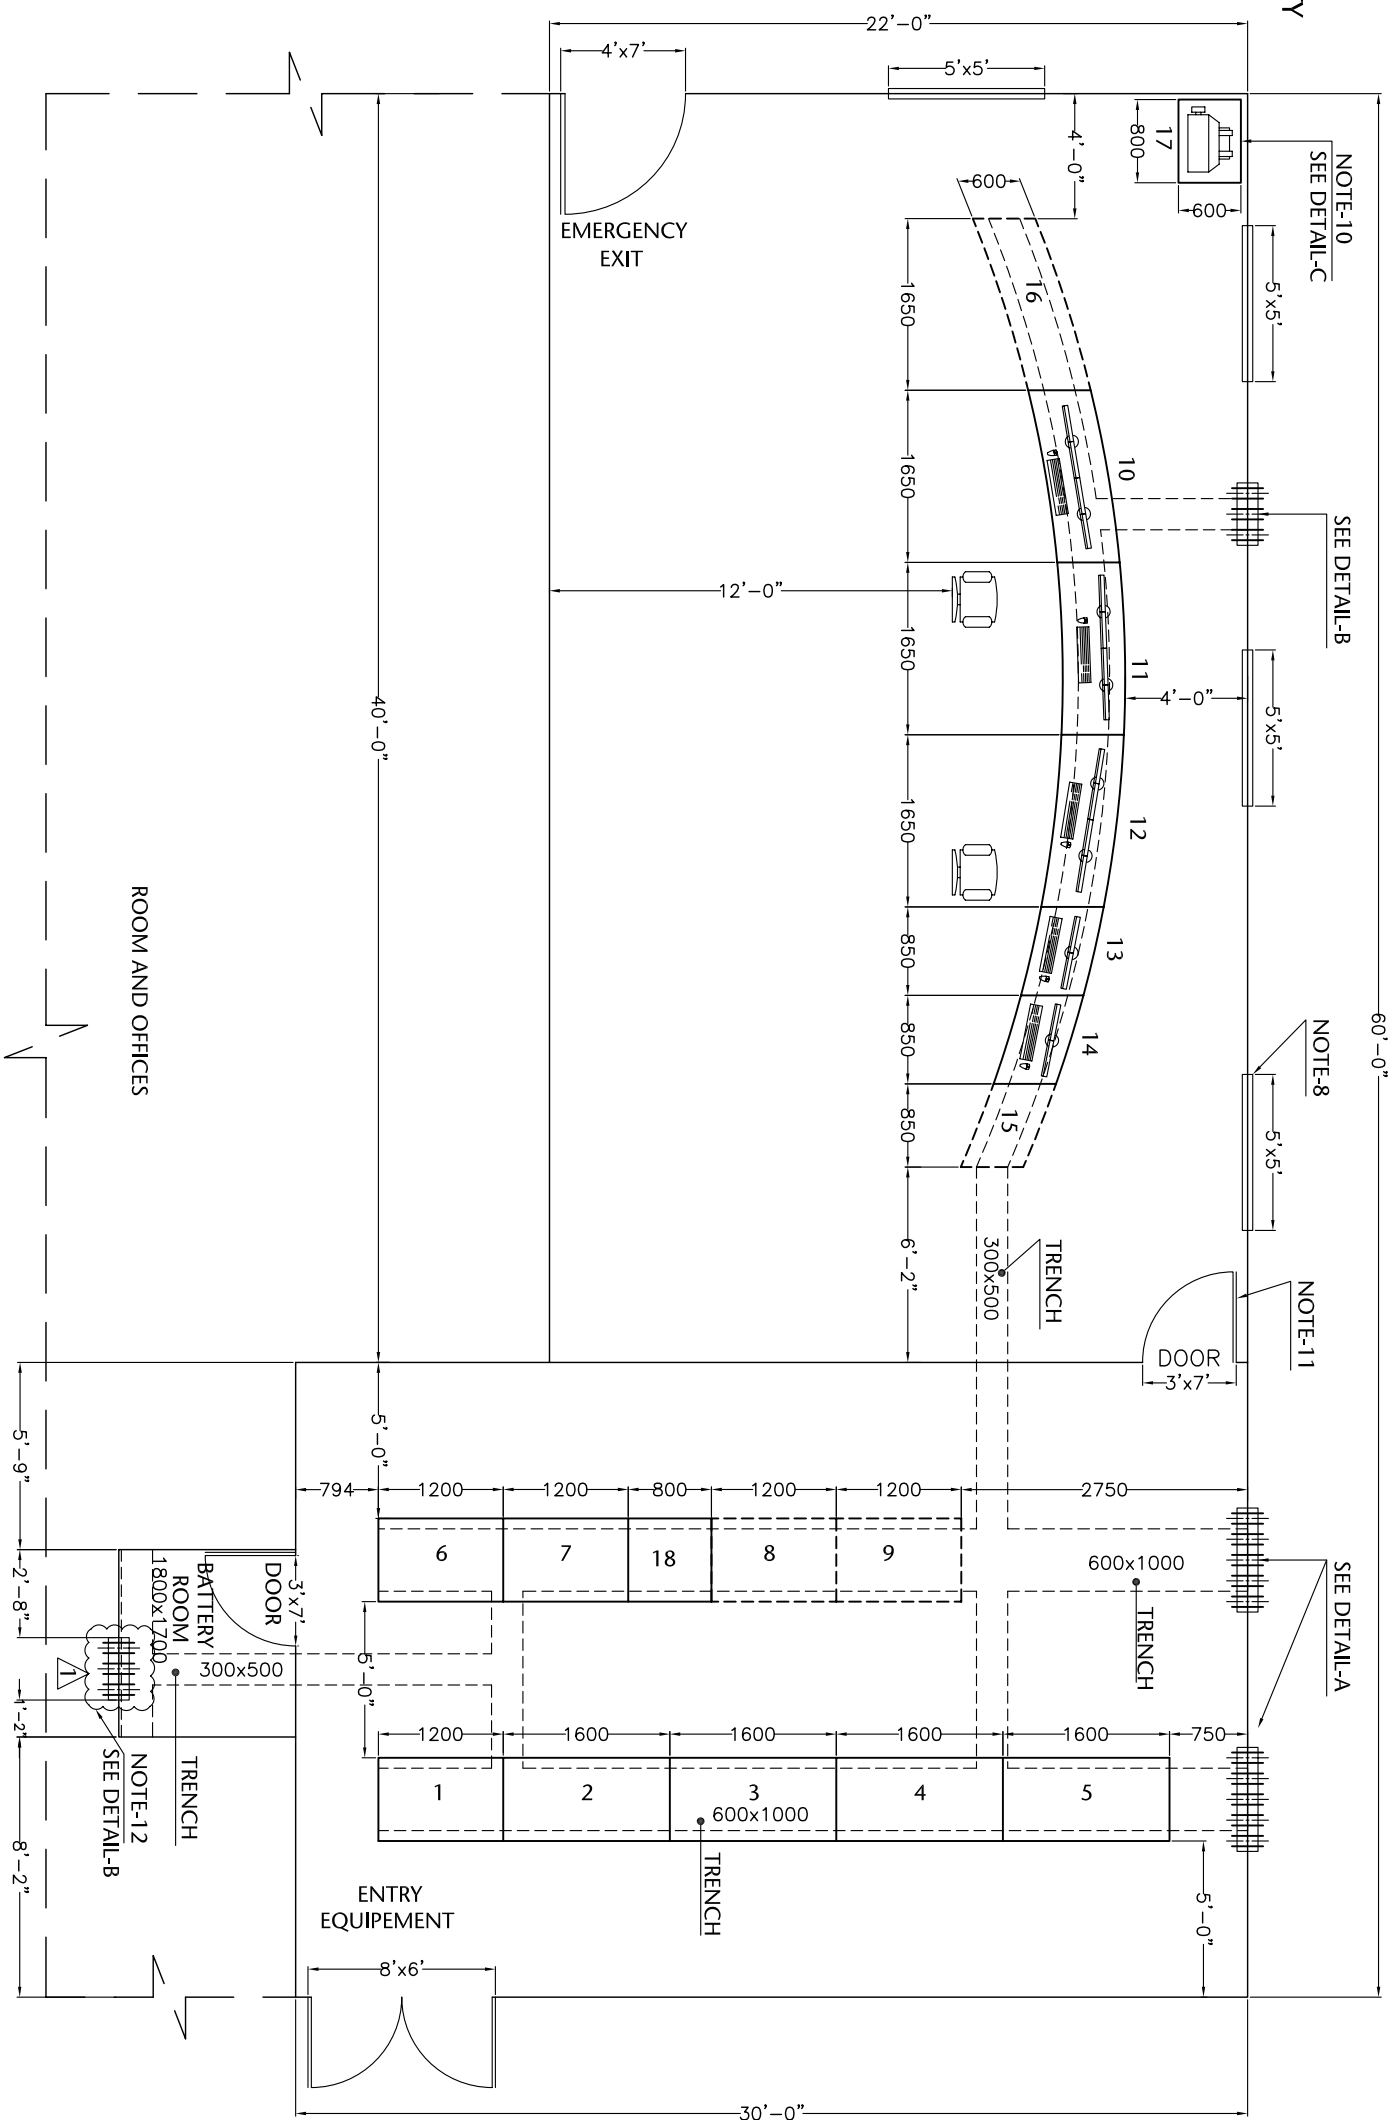 Y
22'-0"
4'x7'
5'x5'
60'-0"
17
800
600
NOTE-10
SEE DETAIL-C
4'-0"
600
EMERGENCY
EXIT
5'x5'
16
1650
10
1650
SEE DETAIL-B
12'-0"
1650
11
4'-0"
5'x5'
40'-0"
12
1650
13
850
ROOM AND OFFICES
14
850
NOTE-8
15
850
5'x5'
6'-2"
TRENCH
300x500
NOTE-11
DOOR
3'x7'
5'-9"
5'-0"
794
1200
1200
800
1200
1200
2750
6
7
18
8
9
600x1000
TRENCH
SEE DETAIL-A
2'-8"
DOOR
3'x7'
BATTERY
ROOM
1800x1700
300x500
5'-0"
1
1'-2"
NOTE-12
SEE DETAIL-B
TRENCH
1200
1600
1600
1600
1600
750
1
2
3
4
5
600x1000
TRENCH
8'-2"
ENTRY
EQUIPEMENT
5'-0"
8'x6'
30'-0"